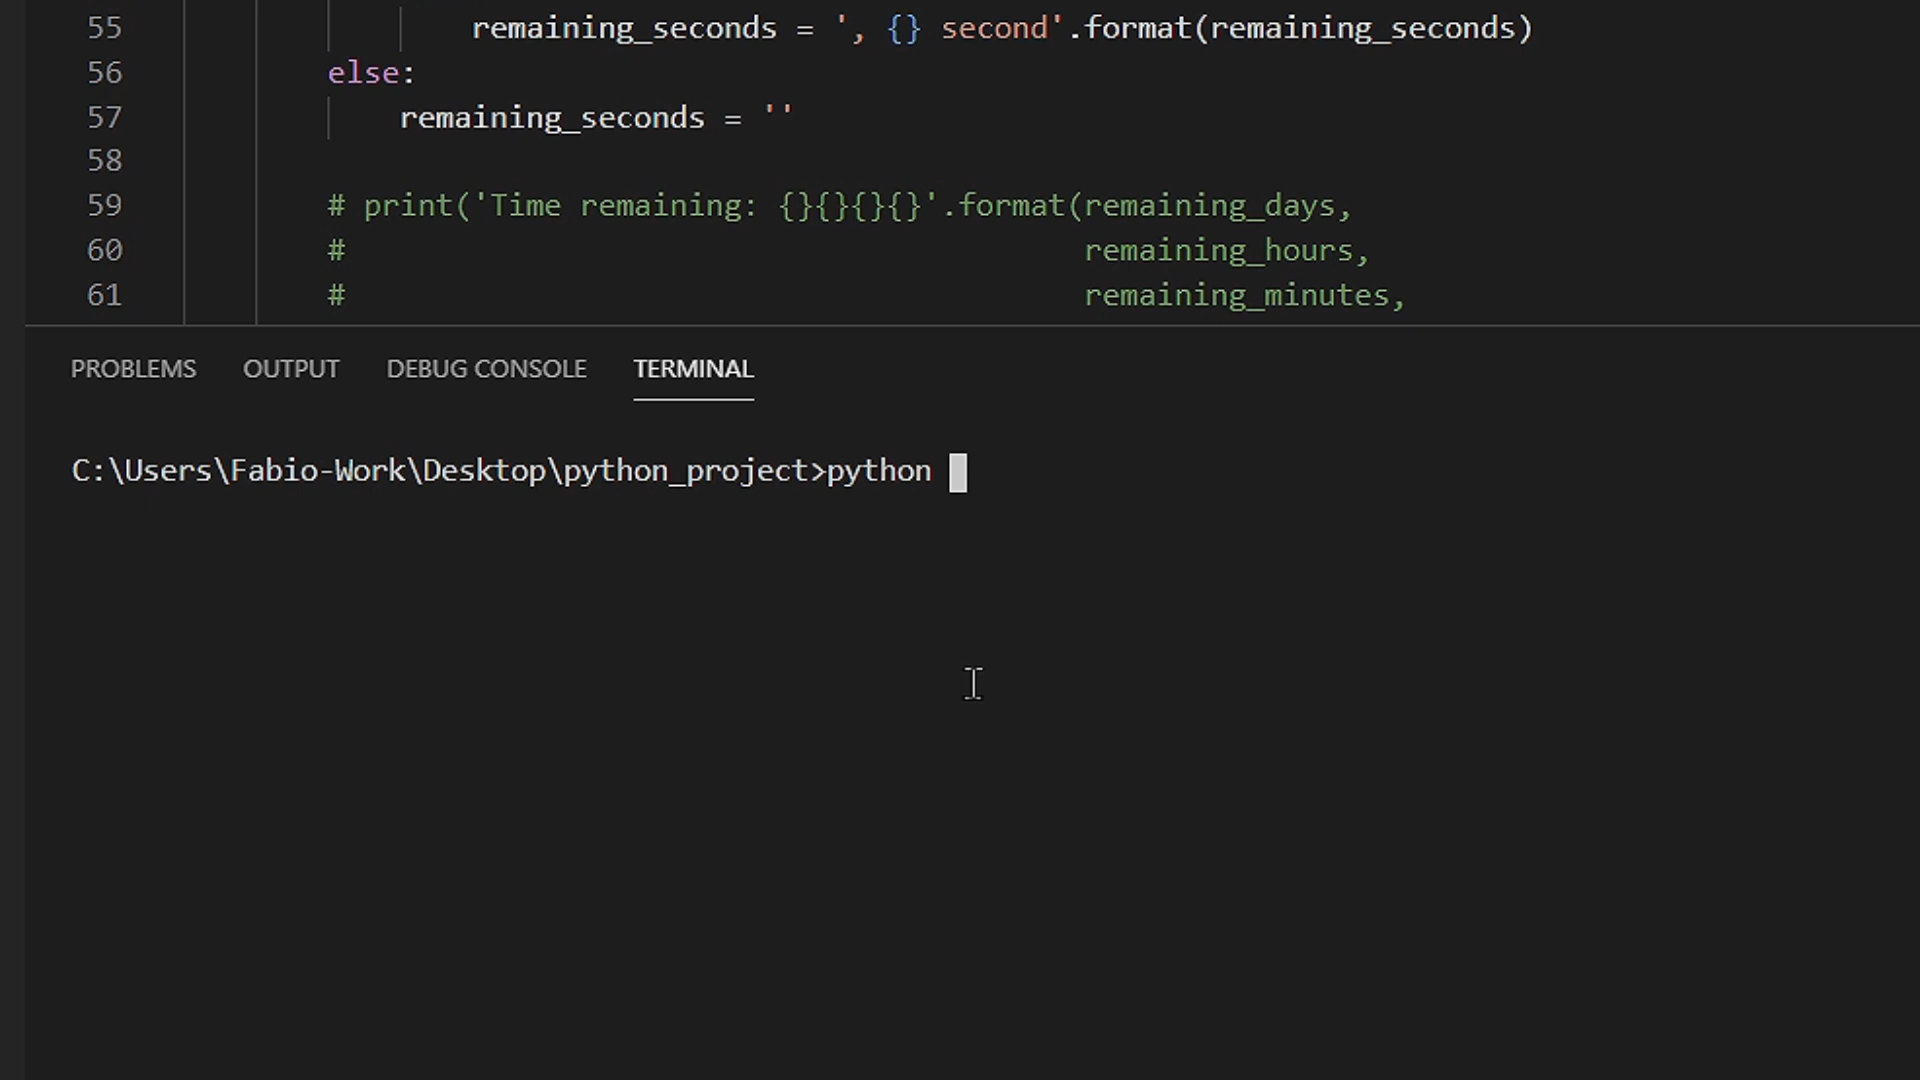 55 remaining_seconds = ', {} second'.format(remaining_seconds)
56 else:
57 remaining_seconds = ''
58
59 # print('Time remaining: {}{}{}{}'.format(remaining_days,
60 # remaining_hours,
61 # remaining_minutes,
PROBLEMS OUTPUT DEBUG CONSOLE TERMINAL
C:\Users\Fabio-Work\Desktop\python_project>python